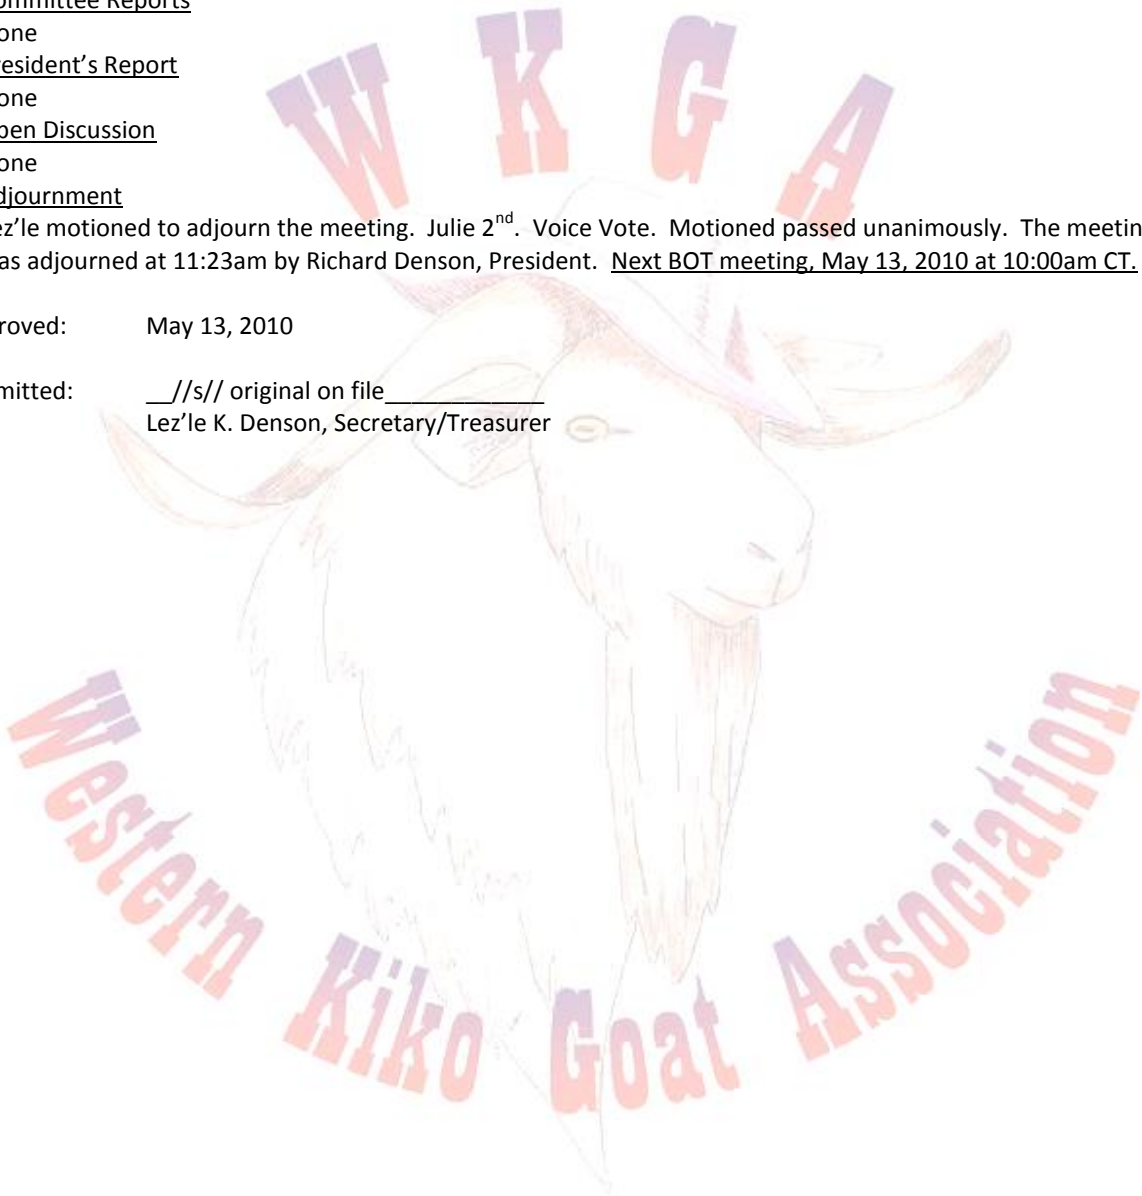 ommittee Reports
one
resident's Report
one
pen Discussion
one
djournment
ez'le motioned to adjourn the meeting. Julie 2nd. Voice Vote. Motioned passed unanimously. The meetin
as adjourned at 11:23am by Richard Denson, President. Next BOT meeting, May 13, 2010 at 10:00am CT.
roved: May 13, 2010
mitted: __//s// original on file____________
Lez'le K. Denson, Secretary/Treasurer
WKGA
Western Kiko Goat Association